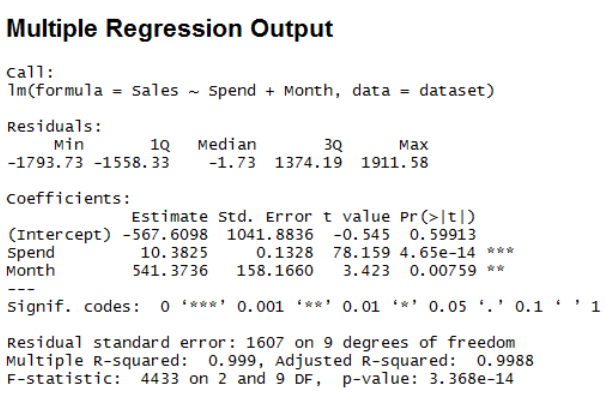 Multiple Regression Output
Call:
lm(formula = Sales ~ Spend + Month, data = dataset)
Residuals:
Min 1Q Median 3Q Max
-1793.73 -1558.33 -1.73 1374.19 1911.58
Coefficients:
Estimate Std. Error t value Pr(>|t|)
(Intercept) -567.6098 1041.8836 -0.545 0.59913
Spend 10.3825 0.1328 78.159 4.65e-14 ***
Month 541.3736 158.1660 3.423 0.00759 **
---
Signif. codes: 0 ‘***’ 0.001 ‘**’ 0.01 ‘*’ 0.05 ‘.’ 0.1 ‘ ’ 1
Residual standard error: 1607 on 9 degrees of freedom
Multiple R-squared: 0.999, Adjusted R-squared: 0.9988
F-statistic: 4433 on 2 and 9 DF, p-value: 3.368e-14